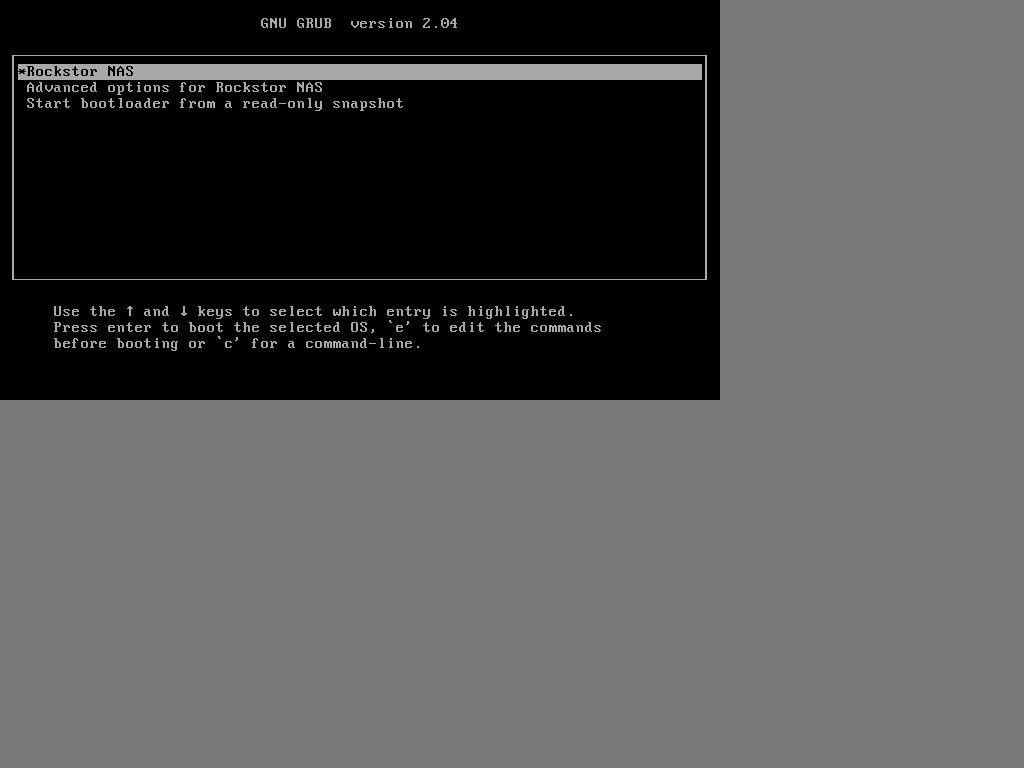 GNU GRUB  version 2.04
*Rockstor NAS
Advanced options for Rockstor NAS
Start bootloader from a read-only snapshot
Use the ↑ and ↓ keys to select which entry is highlighted.
Press enter to boot the selected OS, `e' to edit the commands
before booting or `c' for a command-line.